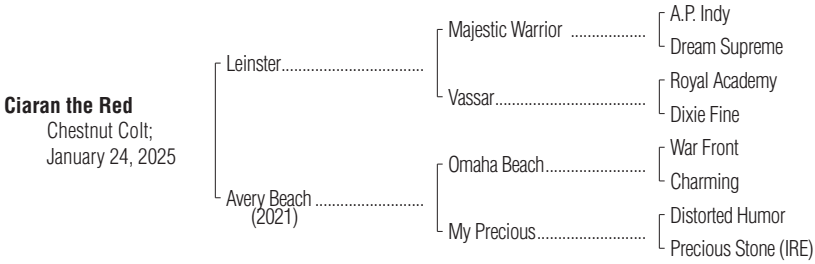 Ciaran the Red
Chestnut Colt;
January 24, 2025
Leinster
Avery Beach
(2021)
Majestic Warrior
Vassar
Omaha Beach
My Precious
A.P. Indy
Dream Supreme
Royal Academy
Dixie Fine
War Front
Charming
Distorted Humor
Precious Stone (IRE)